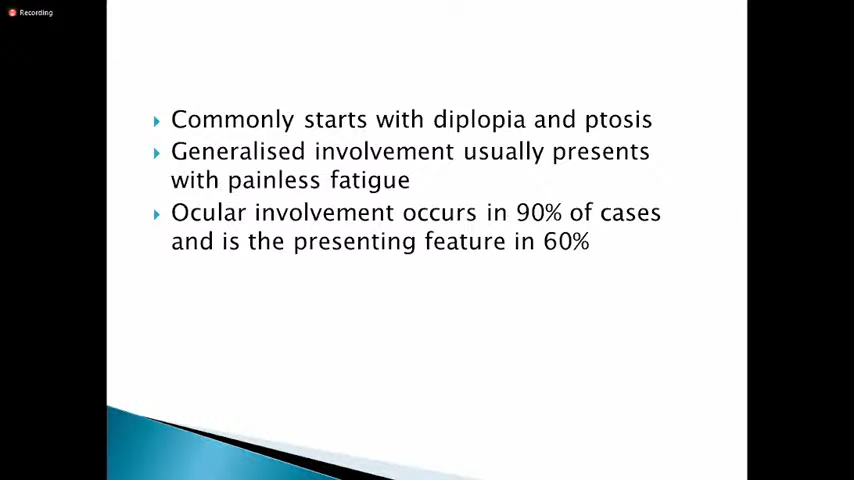 Recording
Commonly starts with diplopia and ptosis
Generalised involvement usually presents
with painless fatigue
Ocular involvement occurs in 90% of cases
and is the presenting feature in 60%